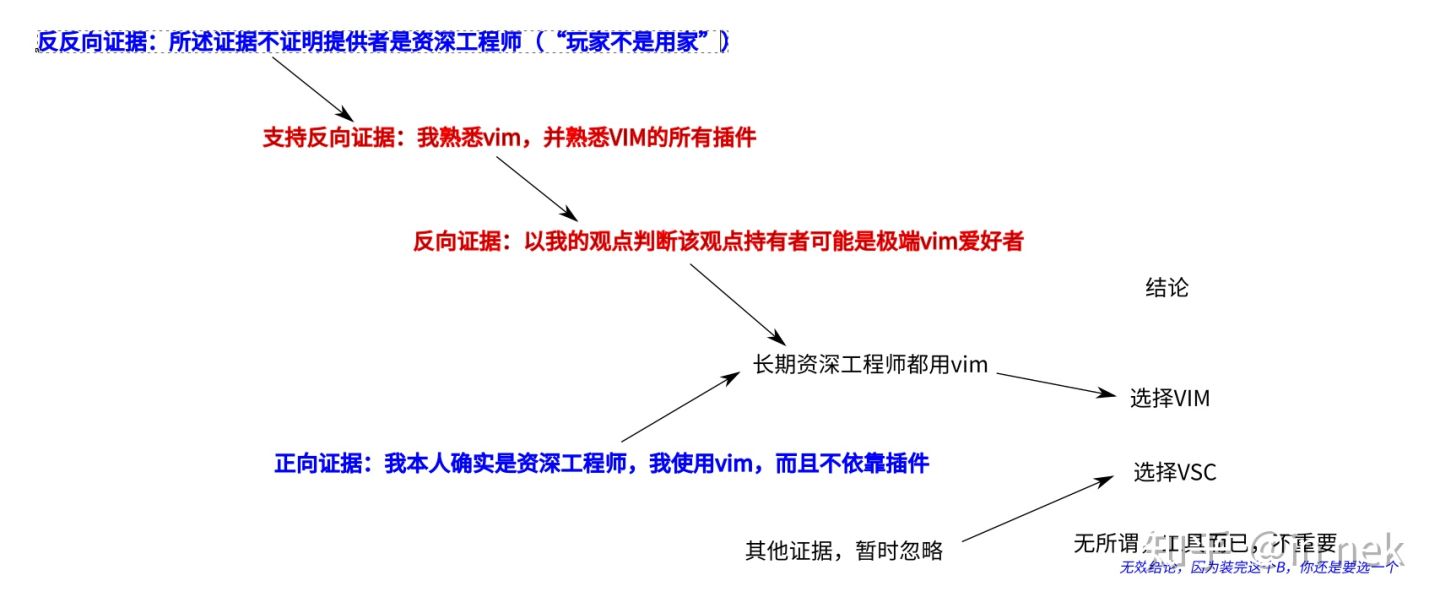 反反向证据：所述证据不证明提供者是资深工程师（“玩家不是用家”）
支持反向证据：我熟悉vim，并熟悉VIM的所有插件
反向证据：以我的观点判断该观点持有者可能是极端vim爱好者
结论
长期资深工程师都用vim
选择VIM
正向证据：我本人确实是资深工程师，我使用vim，而且不依靠插件
选择VSC
其他证据，暂时忽略
无所谓，工具而已，不重要
无效结论，因为装完这个B，你还是要选一个